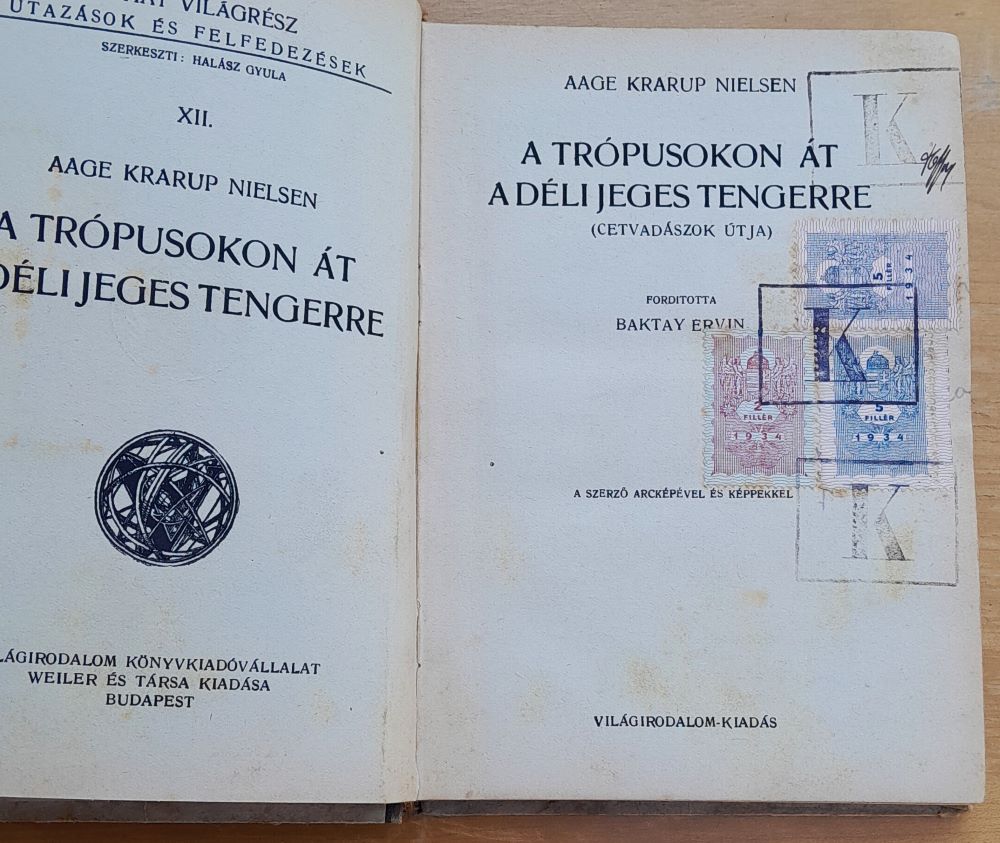 VILÁGRÉSZ
UTAZÁSOK ÉS FELFEDEZÉSEK
SZERKESZTI: HALÁSZ GYULA
XII.
AAGE KRARUP NIELSEN
A TRÓPUSOKON ÁT
DÉLI JEGES TENGERRE
LÁGIRODALOM KÖNYVKIADÓVÁLLALAT
WEILER ÉS TÁRSA KIADÁSA
BUDAPEST
AAGE KRARUP NIELSEN
K
A TRÓPUSOKON ÁT
A DÉLI JEGES TENGERRE
(CETVADÁSZOK ÚTJA)
5
FILLÉR
1934
FORDITOTTA
BAKTAY ERVIN
K
2
FILLÉR
1934
5
FILLÉR
1934
A SZERZŐ ARCKÉPÉVEL ÉS KÉPPEKKEL
K
VILÁGIRODALOM-KIADÁS